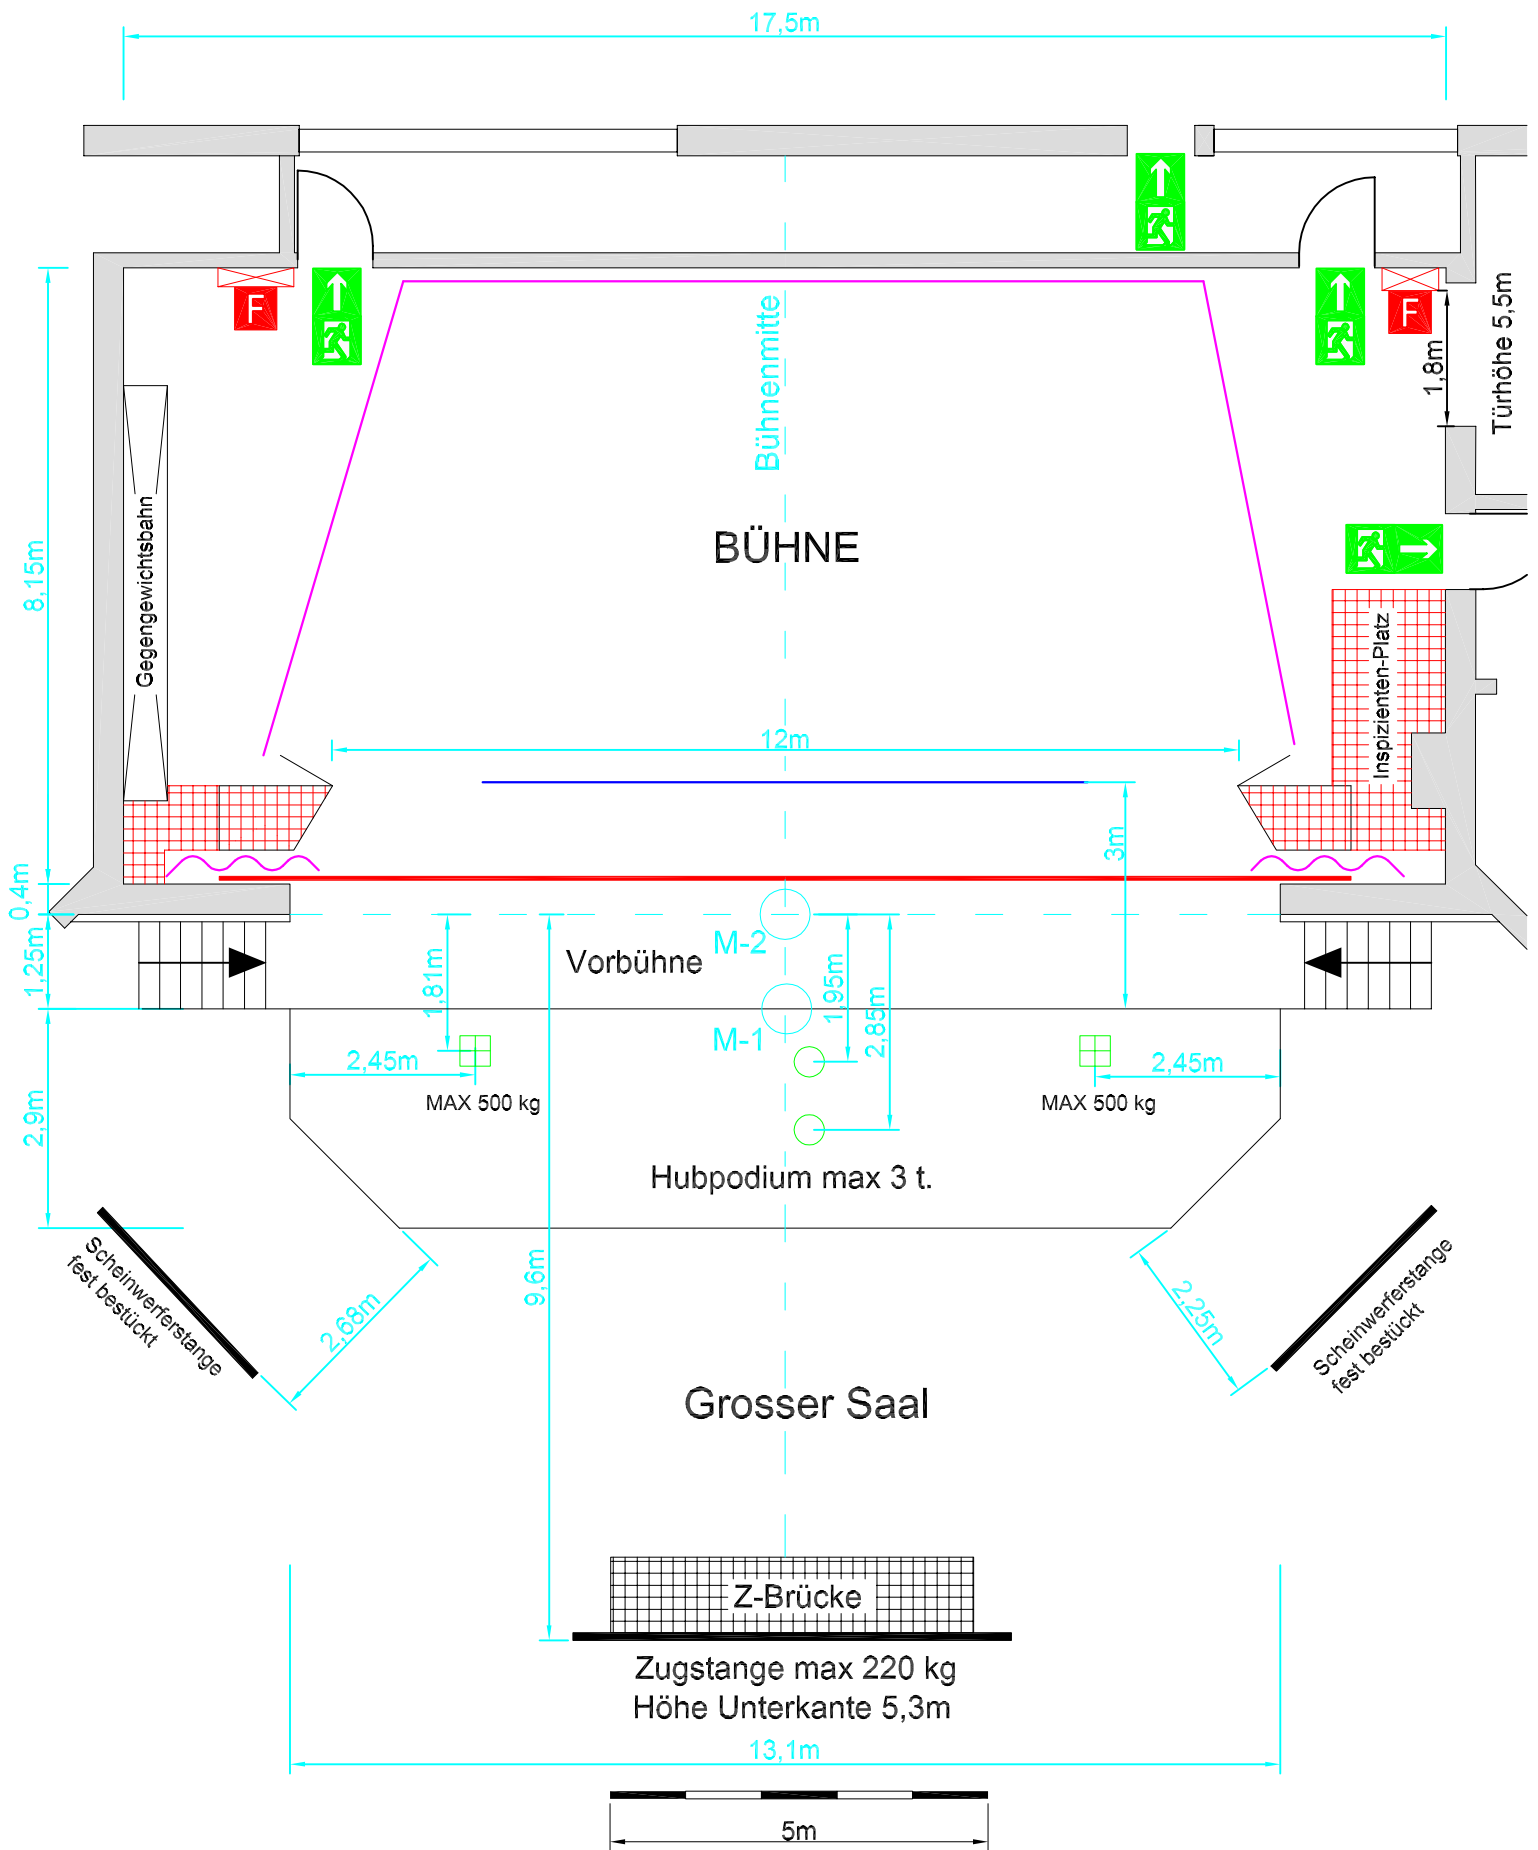 17,5m
F
F
Bühnenmitte
1,8m
Türhöhe 5,5m
BÜHNE
Gegengewichtsbahn
8,15m
Inspizienten-Platz
12m
3m
0,4m
1,25m
M-2
Vorbühne
1,81m
1,95m
2,85m
M-1
2,45m
2,45m
MAX 500 kg
MAX 500 kg
2,9m
Hubpodium max 3 t.
Scheinwerferstange
fest bestückt
2,68m
9,6m
2,25m
Scheinwerferstange
fest bestückt
Grosser Saal
Z-Brücke
Zugstange max 220 kg
Höhe Unterkante 5,3m
13,1m
5m